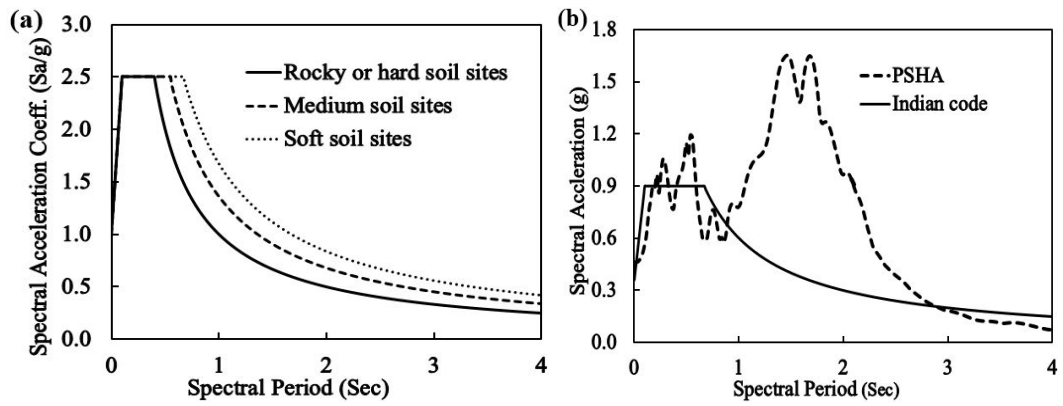 (a)
Spectral Acceleration Coeff. (Sa/g)
3.0
2.5
2.0
1.5
1.0
0.5
0.0
Rocky or hard soil sites
Medium soil sites
Soft soil sites
0 1 2 3 4
Spectral Period (Sec)
(b)
Spectral Accleration (g)
1.8
1.5
1.2
0.9
0.6
0.3
0.0
PSHA
Indian code
0 1 2 3 4
Spectral Period (Sec)